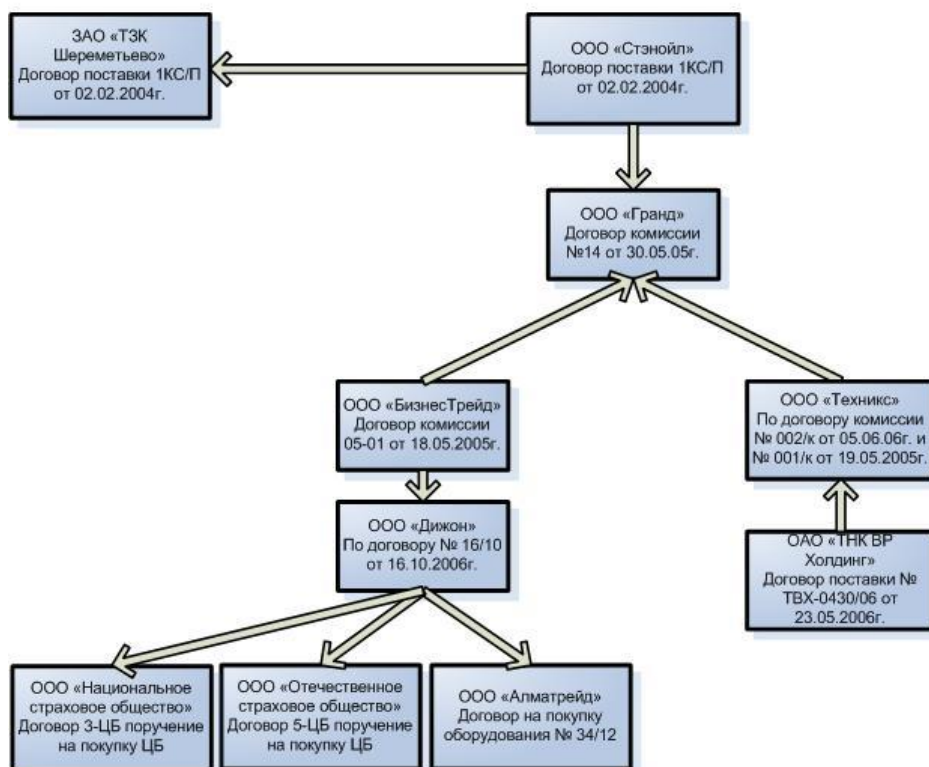 ЗАО «ТЗК
Шереметьево»
Договор поставки 1КС/П
от 02.02.2004г.
ООО «Стэнойл»
Договор поставки 1КС/П
от 02.02.2004г.
ООО «Гранд»
Договор комиссии
№14 от 30.05.05г.
ООО «БизнесТрейд»
Договор комиссии
05-01 от 18.05.2005г.
ООО «Техникс»
По договору комиссии
№ 002/к от 05.06.06г. и
№ 001/к от 19.05.2005г.
ООО «Дижон»
По договору № 16/10
от 16.10.2006г.
ОАО «ТНК ВР
Холдинг»
Договор поставки №
ТВХ-0430/06 от
23.05.2006г.
ООО «Национальное
страховое общество»
Договор 3-ЦБ поручение
на покупку ЦБ
ООО «Отечественное
страховое общество»
Договор 5-ЦБ поручение
на покупку ЦБ
ООО «Алматрейд»
Договор на покупку
оборудования № 34/12